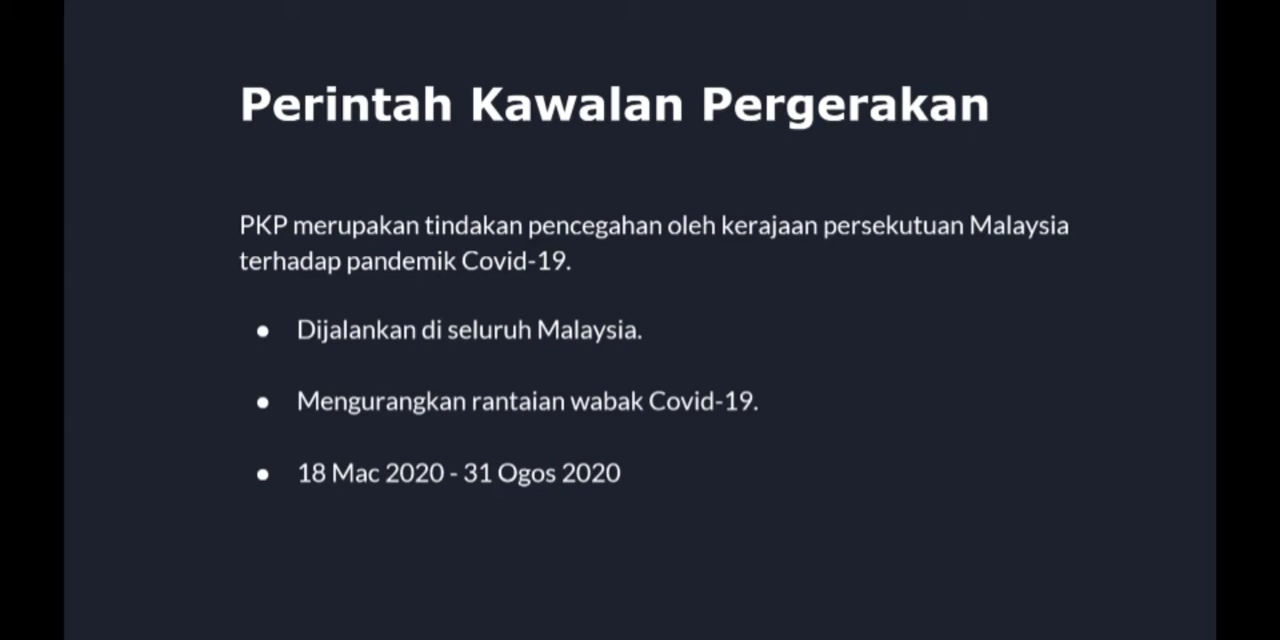 Perintah Kawalan Pergerakan
PKP merupakan tindakan pencegahan oleh kerajaan persekutuan Malaysia
terhadap pandemik Covid-19.
● Dijalankan di seluruh Malaysia.
● Mengurangkan rantaian wabak Covid-19.
● 18 Mac 2020 - 31 Ogos 2020